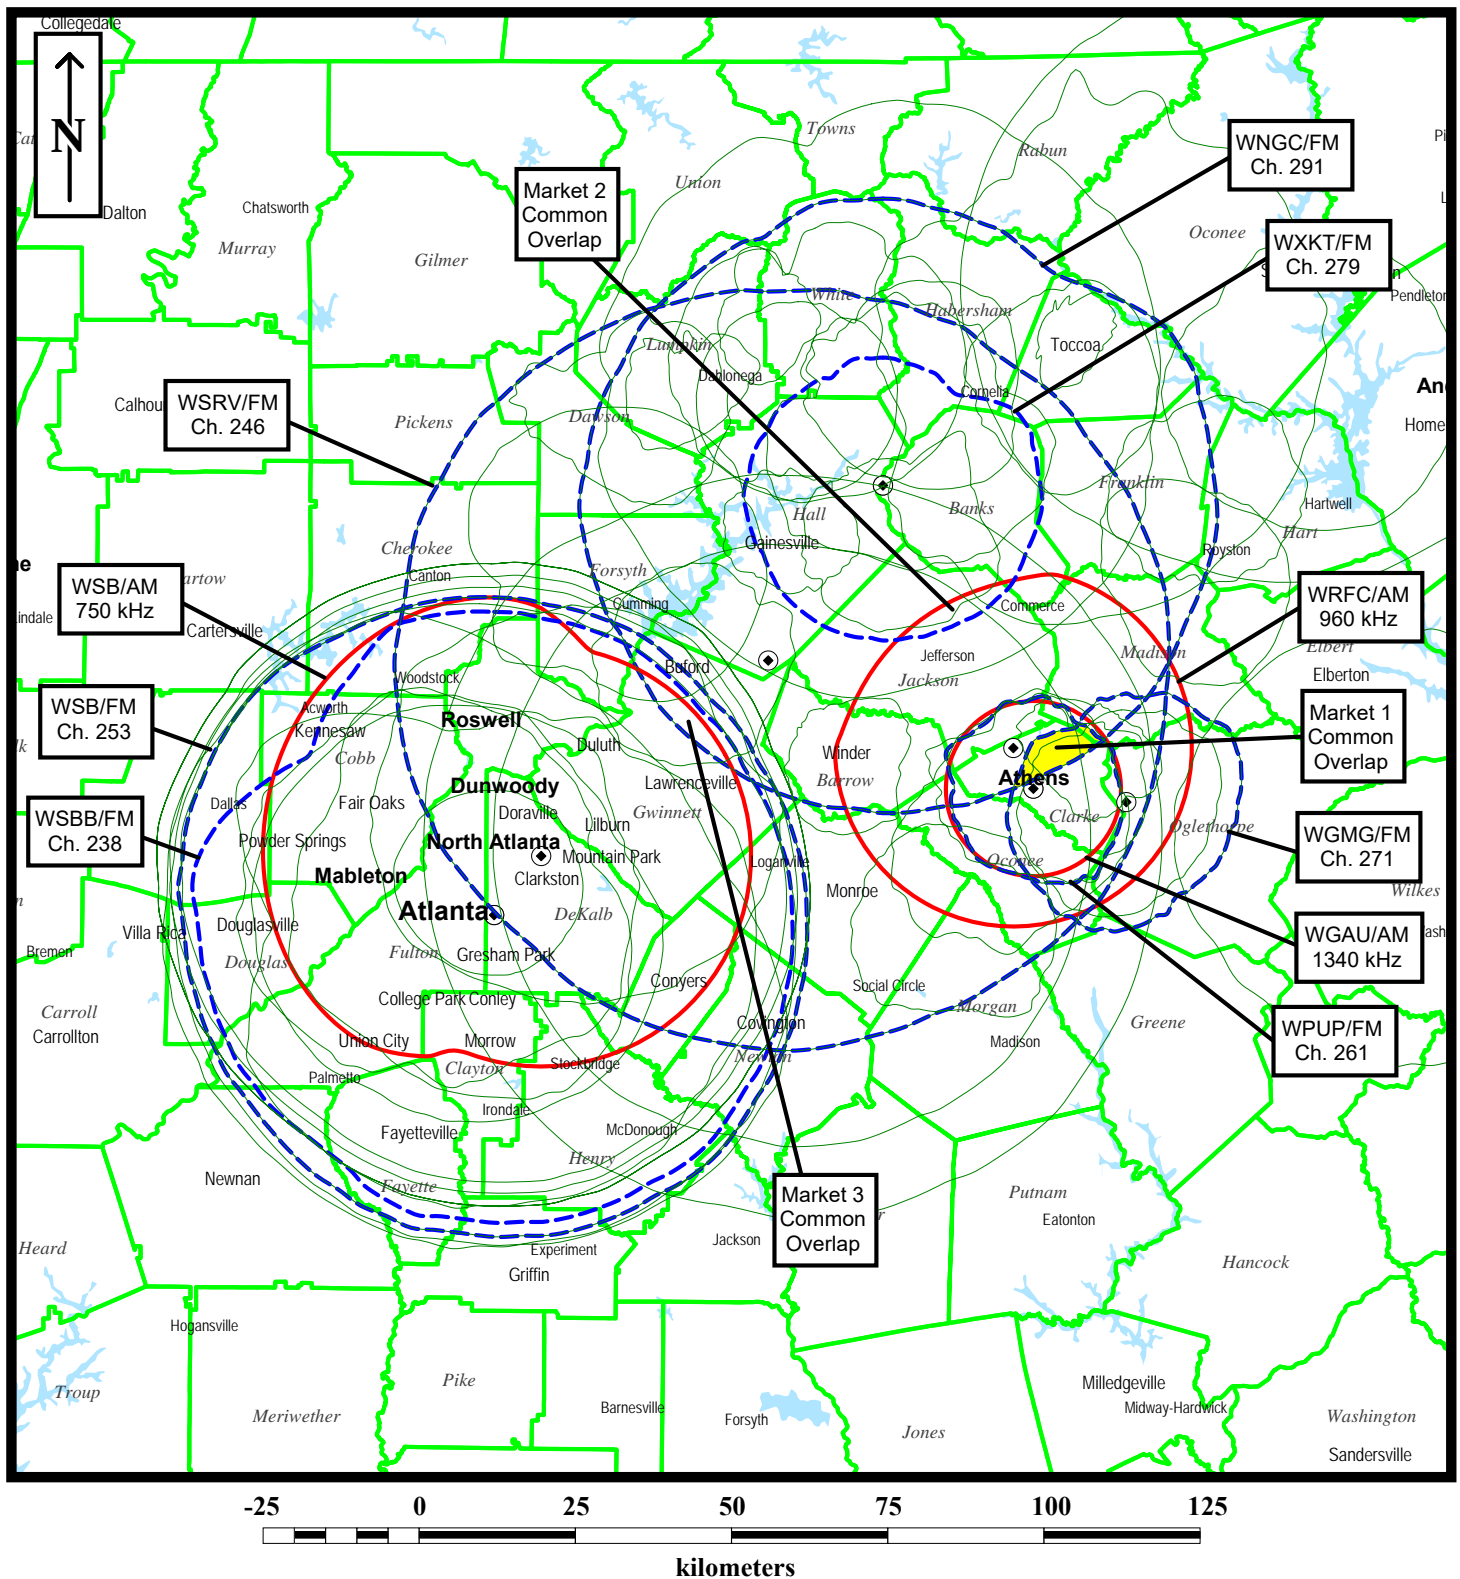 Collegedale
N
Dalton
Chatsworth
Murray
Gilmer
Union
Towns
Rabun
Oconee
Pendleton
Market 2
Common
Overlap
WNGC/FM
Ch. 291
WXKT/FM
Ch. 279
White
Habersham
Lumpkin
Dahlonega
Toccoa
Cornelia
WSRV/FM
Ch. 246
Pickens
Dawson
Home
Franklin
Hall
Banks
Gainesville
Hartwell
Hart
Royston
Cherokee
Canton
Forsyth
Cumming
WSB/AM
750 kHz
Cartersville
WRFC/AM
960 kHz
Commerce
Elbert
Elberton
Madison
Jefferson
Jackson
Buford
Woodstock
WSB/FM
Ch. 253
Acworth
Kennesaw
Roswell
Cobb
Duluth
Market 1
Common
Overlap
Winder
Barrow
Athens
Clarke
Oglethorpe
Oconee
Dunwoody
Lawrenceville
Gwinnett
Dallas
Fair Oaks
Doraville
Lilburn
WSBB/FM
Ch. 238
Powder Springs
North Atlanta
Mountain Park
Clarkston
Loganville
WGMG/FM
Ch. 271
Wilkes
Mableton
Monroe
Atlanta
DeKalb
Douglasville
Villa Rica
Bremen
Douglas
Fulton
Gresham Park
WGAU/AM
1340 kHz
Conyers
Social Circle
Morgan
College Park
Conley
Carroll
Carrollton
Covington
Newton
Madison
Greene
WPUP/FM
Ch. 261
Union City
Morrow
Clayton
Stockbridge
Palmetto
Irondale
Fayetteville
McDonough
Henry
Newnan
Fayette
Market 3
Common
Overlap
Putnam
Eatonton
Jackson
Heard
Experiment
Griffin
Hancock
Hogansville
Troup
Meriwether
Pike
Barnesville
Forsyth
Jones
Milledgeville
Midway-Hardwick
Washington
Sandersville
-25 0 25 50 75 100 125
kilometers